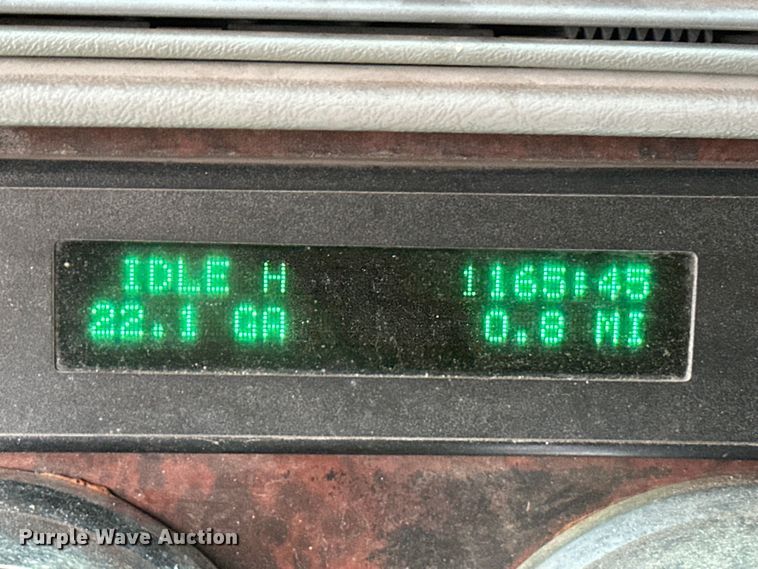 IDLE H 1165:45
22.1 GA 0.8 MI
Purple Wave Auction®